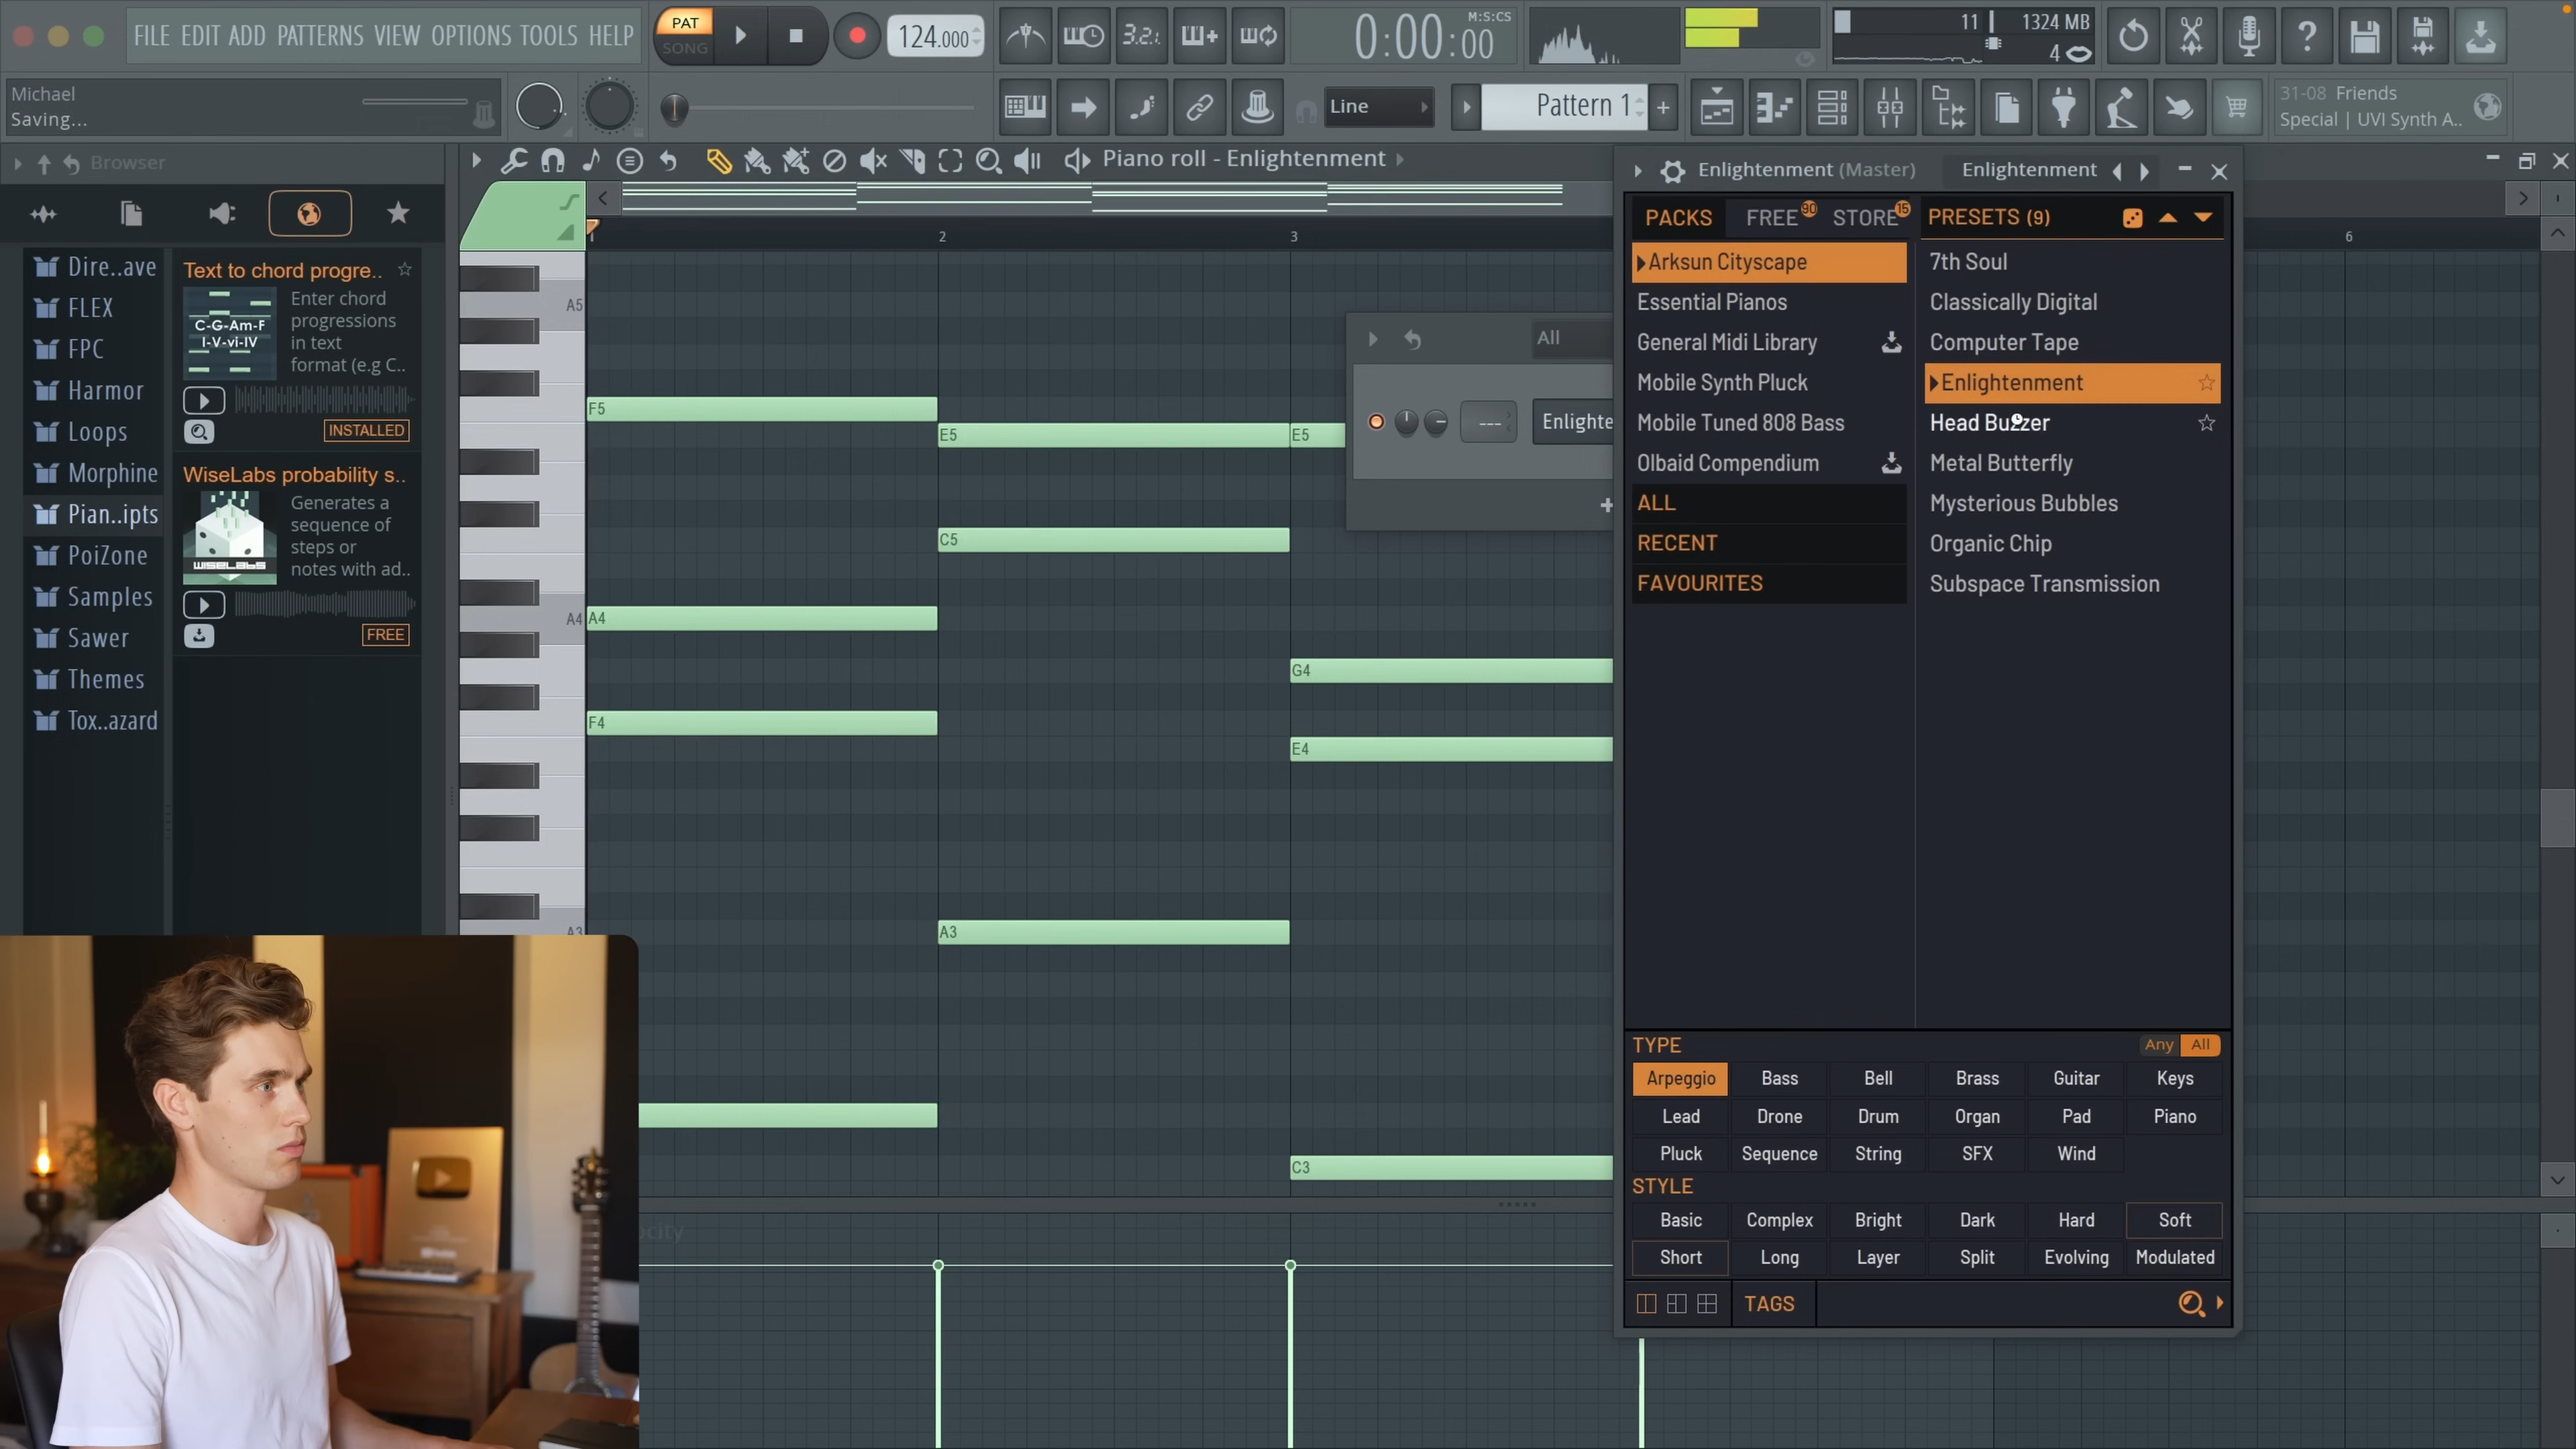 FILE EDIT ADD PATTERNS VIEW OPTIONS TOOLS HELP
PAT
SONG
124.000
3.2.
0:00:00
M:S:CS
11
1324 MB
4
Michael
Saving...
Line
Pattern 1
+
31-08 Friends
Special | UVI Synth A..
Browser
Piano roll - Enlightenment
Dire..ave
FLEX
FPC
Harmor
Loops
Morphine
Pian..ipts
PoiZone
Samples
Sawer
Themes
Tox..azard
Text to chord progre..
C-G-Am-F
I-V-vi-IV
Enter chord
progressions
in text
format (e.g C..
INSTALLED
WiseLabs probability s..
WISELABS
Generates a
sequence of
steps or
notes with ad..
FREE
1
2
3
6
A5
A4
A3
F5
E5
E5
C5
A4
G4
F4
E4
A3
C3
ocity
All
---
Enlighte
+
Enlightenment (Master)
Enlightenment
PACKS
FREE
90
STORE
15
PRESETS (9)
Arksun Cityscape
Essential Pianos
General Midi Library
Mobile Synth Pluck
Mobile Tuned 808 Bass
Olbaid Compendium
ALL
RECENT
FAVOURITES
7th Soul
Classically Digital
Computer Tape
Enlightenment
Head Buzzer
Metal Butterfly
Mysterious Bubbles
Organic Chip
Subspace Transmission
TYPE
Any
All
Arpeggio
Bass
Bell
Brass
Guitar
Keys
Lead
Drone
Drum
Organ
Pad
Piano
Pluck
Sequence
String
SFX
Wind
STYLE
Basic
Complex
Bright
Dark
Hard
Soft
Short
Long
Layer
Split
Evolving
Modulated
TAGS